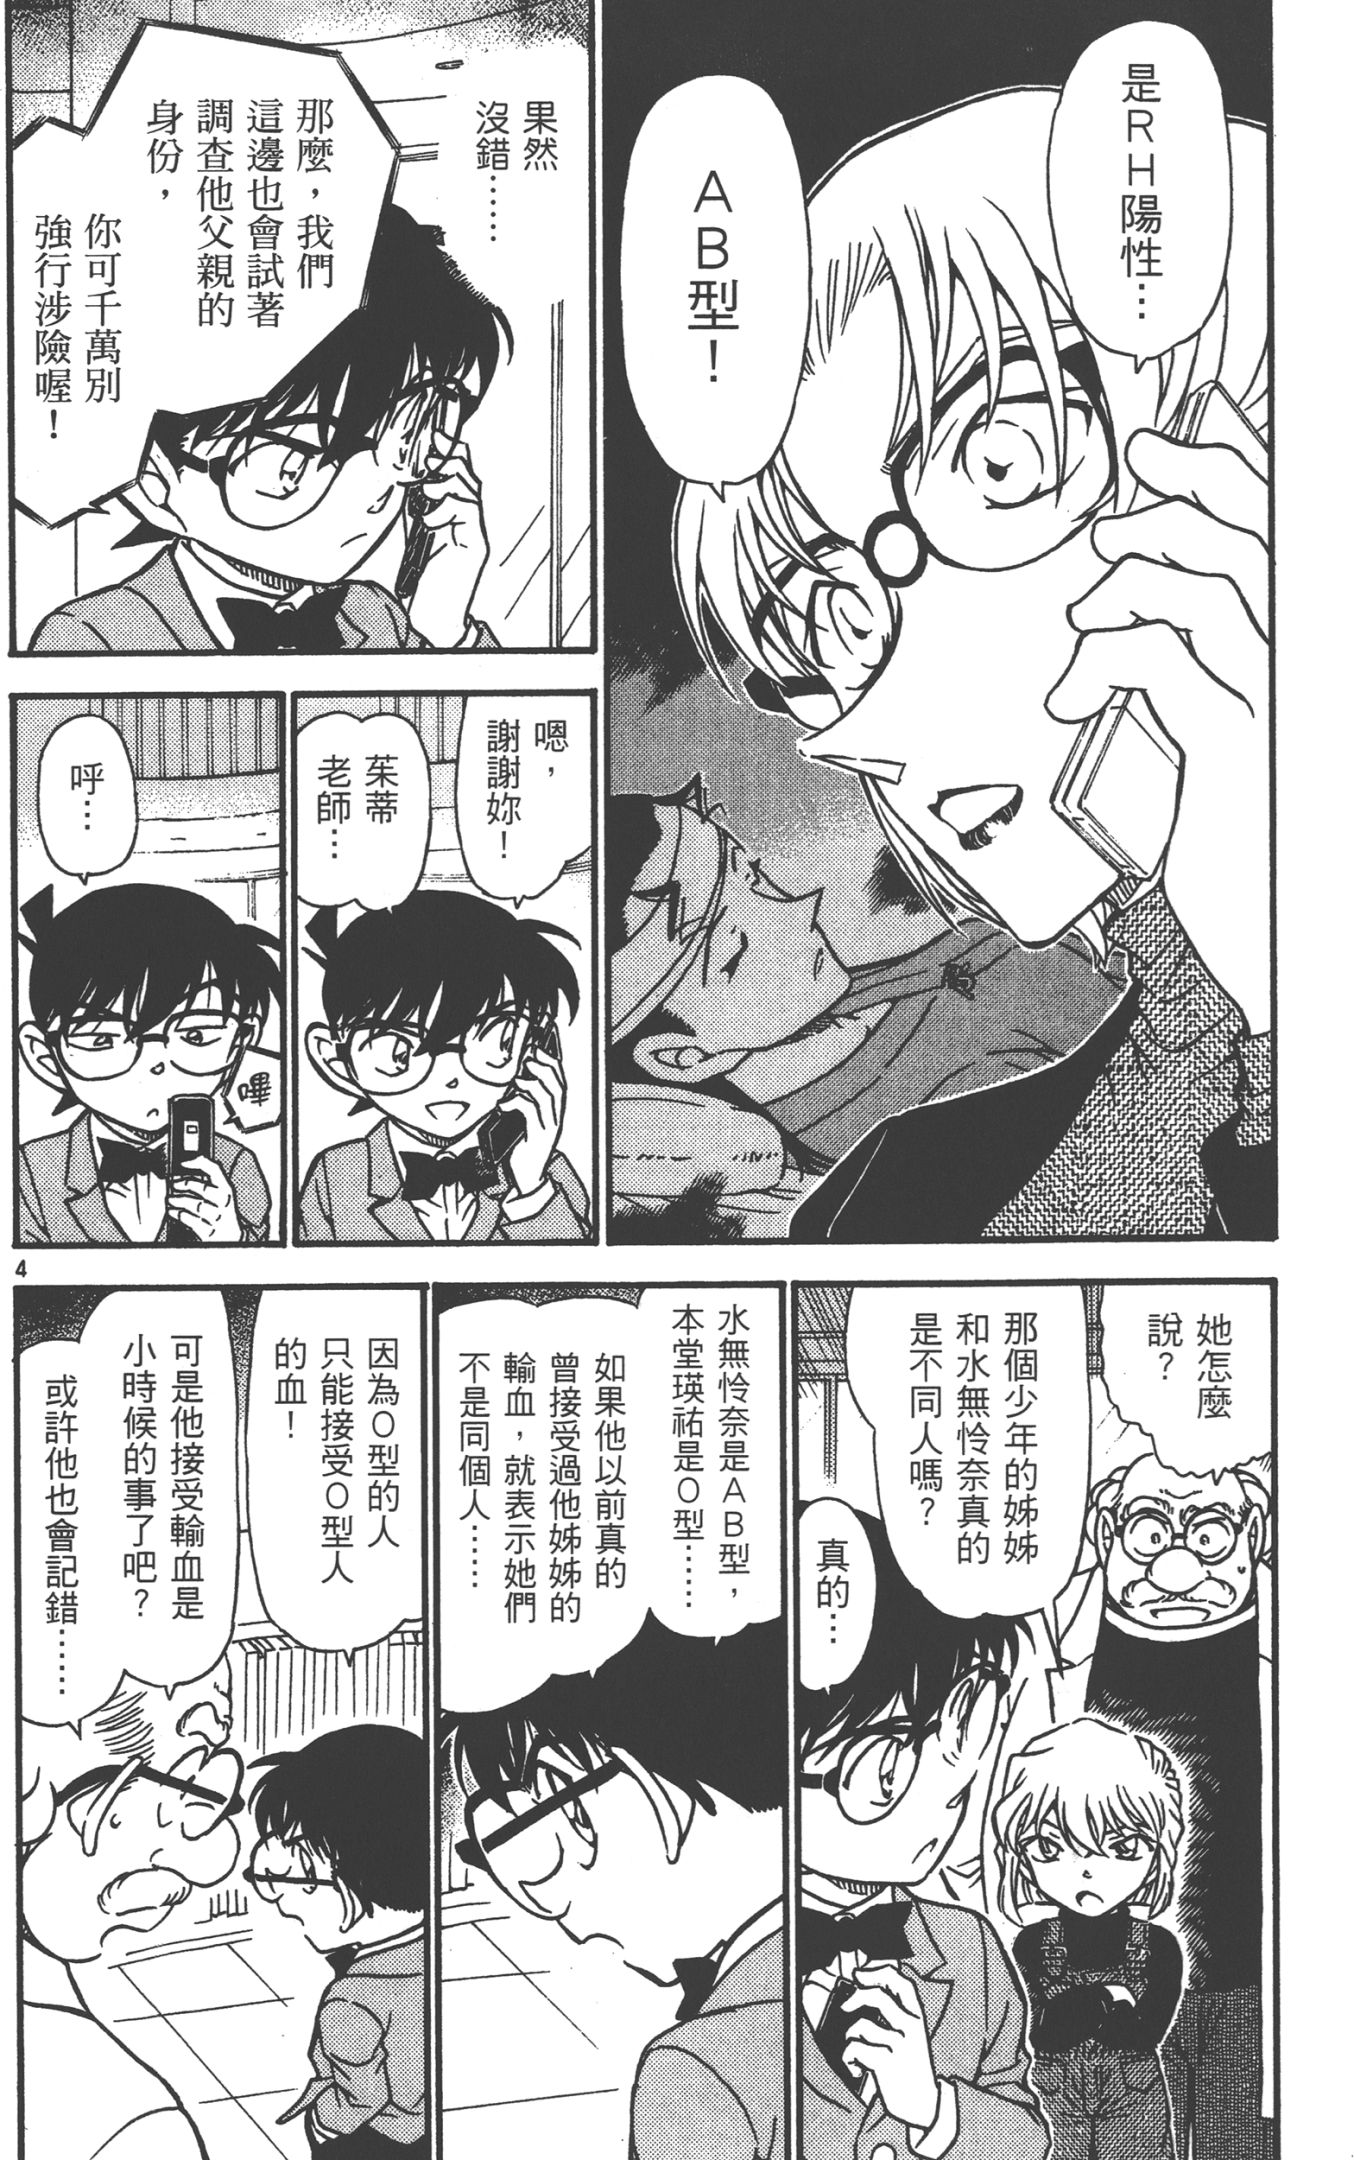 是ＲＨ陽性…
ＡＢ型！
果然
沒錯……
那麼，我們
這邊也會試著
調查他父親的
身份，
你可千萬別
強行涉險喔！
嗯，
謝謝妳！
茱蒂
老師…
呼…
嗶
4
她怎麼
說？
那個少年的姊姊
和水無怜奈真的
是不同人嗎？
真的…
水無怜奈是ＡＢ型，
本堂瑛祐是Ｏ型……
如果他以前真的
曾接受過他姊姊的
輸血，就表示她們
不是同個人……
因為Ｏ型的人
只能接受Ｏ型人
的血！
可是他接受輸血是
小時候的事了吧？
或許他也會記錯……